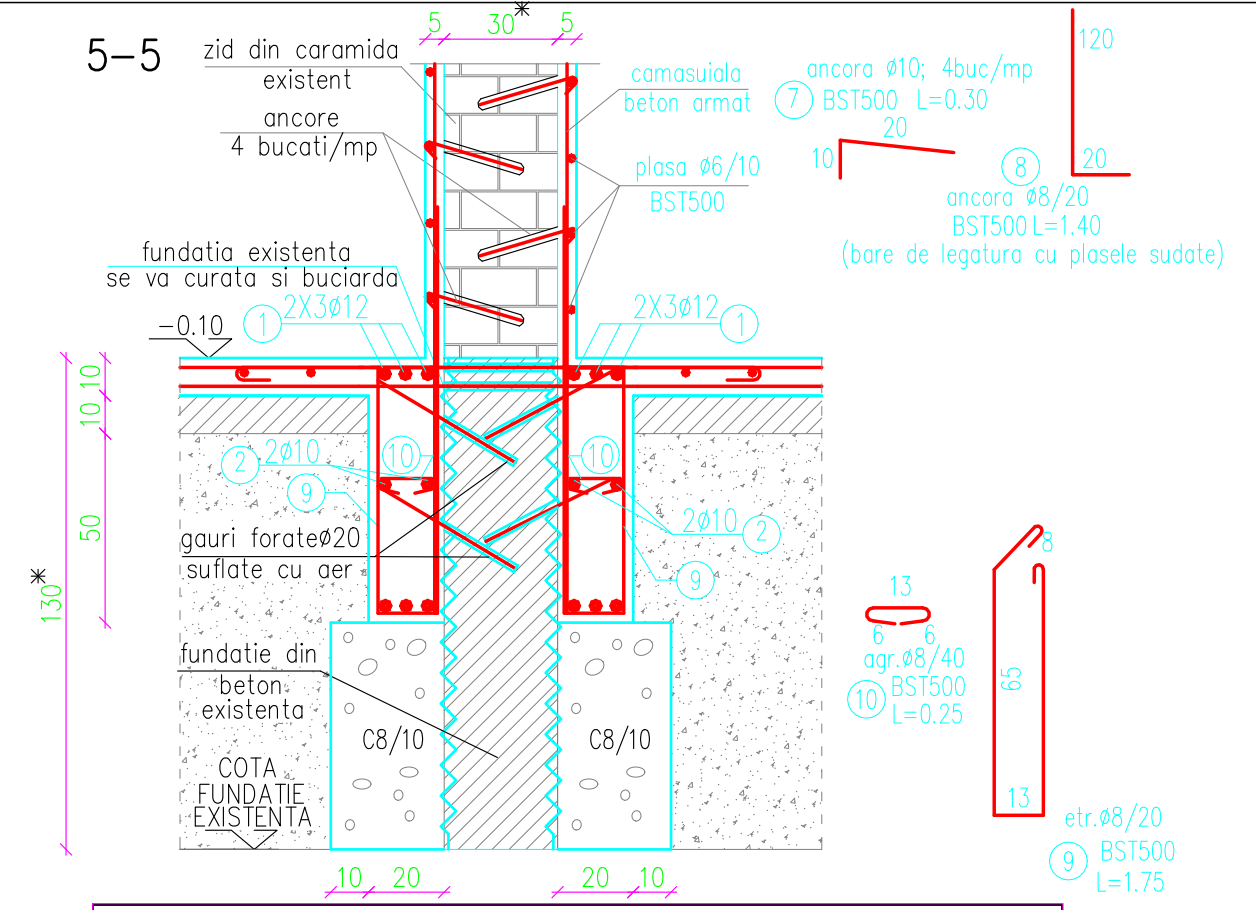 5-5
5 30* 5
zid din caramida
existent
ancore
4 bucati/mp
camasuiala
beton armat
plasa ø6/10
BST500
7
ancora ø10; 4buc/mp
BST500 L=0.30
20
10
120
20
8
ancora ø8/20
BST500 L=1.40
(bare de legatura cu plasele sudate)
fundatia existenta
se va curata si buciarda
1 2X3ø12
2X3ø12 1
-0.10
10
10
50
130*
2 2ø10
10
10
9
2ø10 2
9
gauri forateø20
suflate cu aer
fundatie din
beton
existenta
C8/10
C8/10
COTA
FUNDATIE
EXISTENTA
10 20 20 10
13
6 6
agr.ø8/40
10 BST500
L=0.25
8
65
13
etr.ø8/20
9 BST500
L=1.75